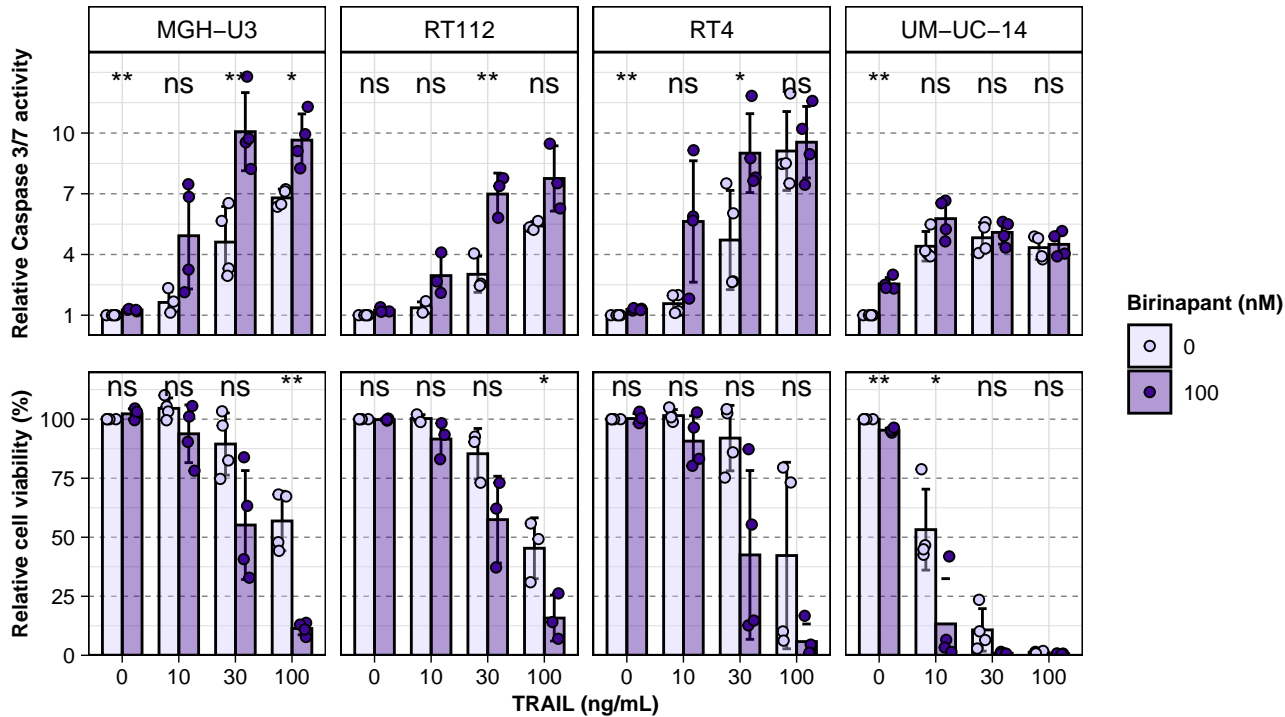 MGH–U3 RT112 RT4 UM–UC–14
Relative Caspase 3/7 activity
** ns ** * ns ns ** ns ** ns * ns ** ns ns ns
10
7
4
1
Birinapant (nM)
0
100
Relative cell viability (%)
ns ns ns ** ns ns ns * ns ns ns ns ** * ns ns
100
75
50
25
0
0 10 30 100 0 10 30 100 0 10 30 100 0 10 30 100
TRAIL (ng/mL)